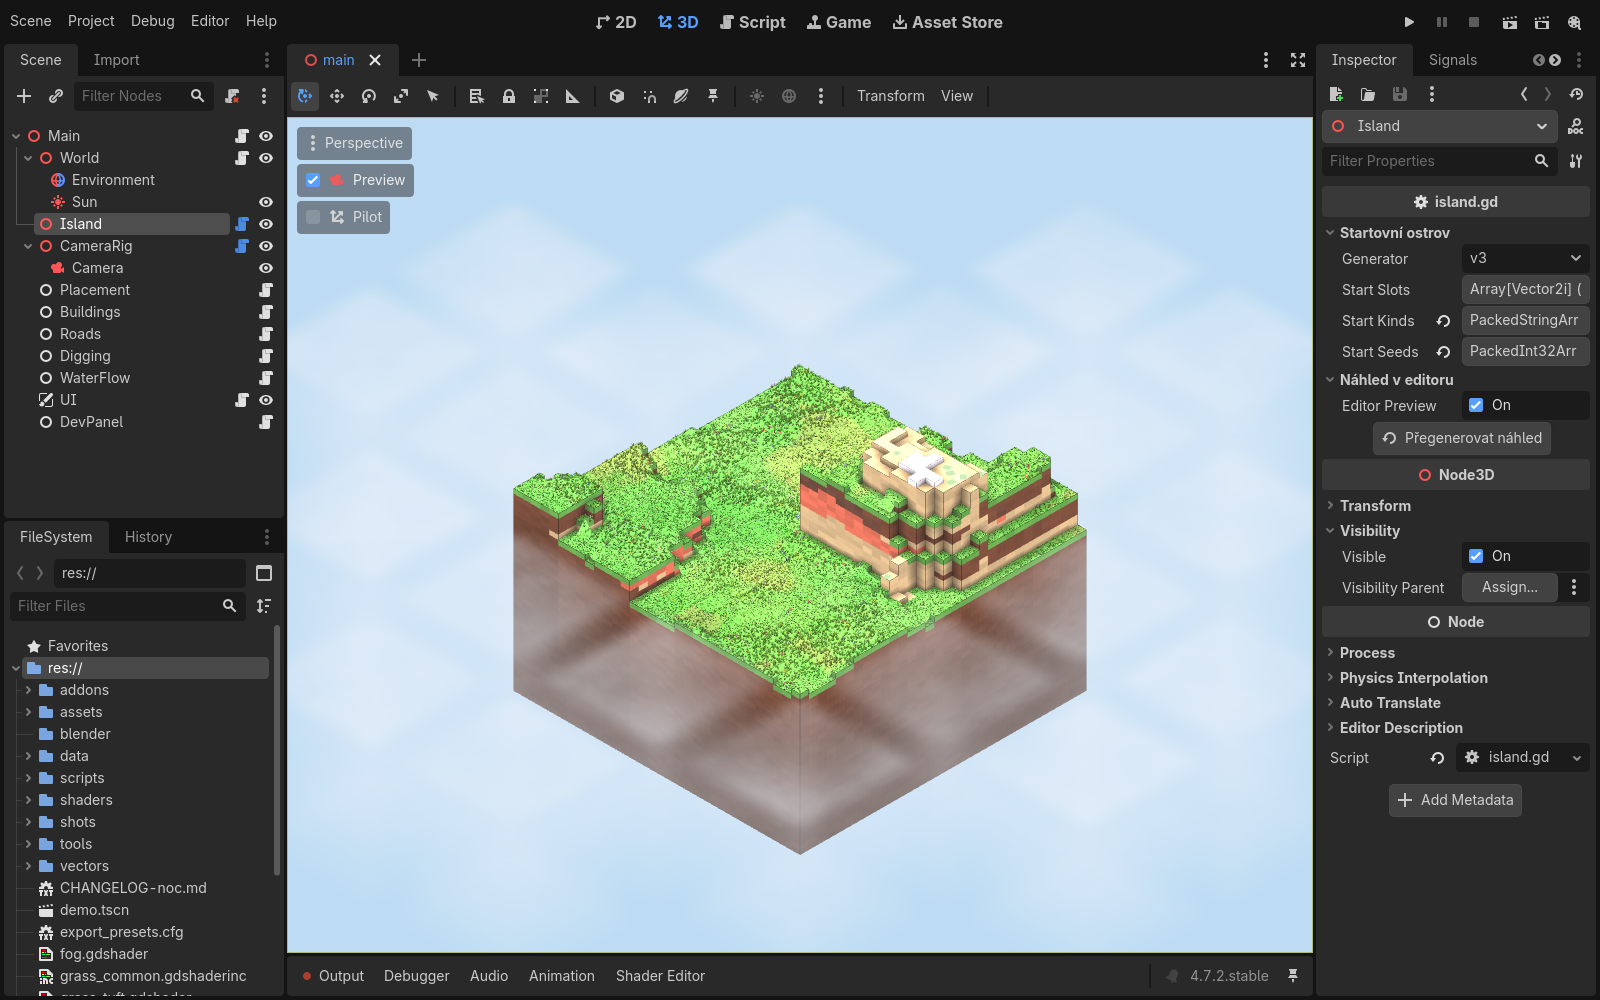 Scene Project Debug Editor Help
2D 3D Script Game Asset Store
Scene Import
Filter Nodes
Main
World
Environment
Sun
Island
CameraRig
Camera
Placement
Buildings
Roads
Digging
WaterFlow
UI
DevPanel
FileSystem History
res://
Filter Files
Favorites
res://
addons
assets
blender
data
scripts
shaders
shots
tools
vectors
CHANGELOG-noc.md
demo.tscn
export_presets.cfg
fog.gdshader
grass_common.gdshaderinc
main
Transform View
Perspective
Preview
Pilot
Output Debugger Audio Animation Shader Editor
4.7.2.stable
Inspector Signals
Island
DOC
Filter Properties
island.gd
Startovní ostrov
Generator v3
Start Slots Array[Vector2i] (
Start Kinds PackedStringArr
Start Seeds PackedInt32Arr
Náhled v editoru
Editor Preview On
Přegenerovat náhled
Node3D
Transform
Visibility
Visible On
Visibility Parent Assign...
Node
Process
Physics Interpolation
Auto Translate
Editor Description
Script island.gd
Add Metadata